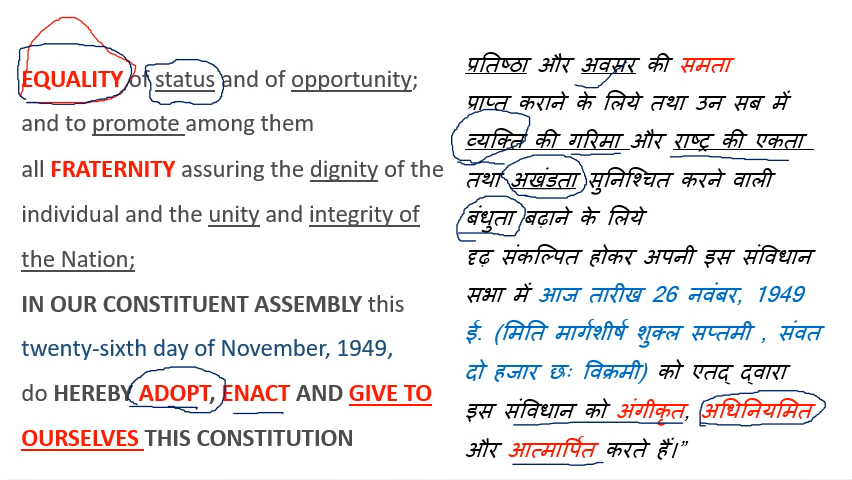 EQUALITY of status and of opportunity;
and to promote among them
all FRATERNITY assuring the dignity of the
individual and the unity and integrity of
the Nation;
IN OUR CONSTITUENT ASSEMBLY this
twenty-sixth day of November, 1949,
do HEREBY ADOPT, ENACT AND GIVE TO
OURSELVES THIS CONSTITUTION
प्रतिष्ठा और अवसर की समता
प्राप्त कराने के लिये तथा उन सब में
व्यक्ति की गरिमा और राष्ट्र की एकता
तथा अखंडता सुनिश्चित करने वाली
बंधुता बढ़ाने के लिये
दृढ़ संकल्पित होकर अपनी इस संविधान
सभा में आज तारीख 26 नवंबर, 1949
ई. (मिति मार्गशीर्ष शुक्ल सप्तमी , संवत
दो हजार छः विक्रमी) को एतद् द्वारा
इस संविधान को अंगीकृत, अधिनियमित
और आत्मार्पित करते हैं।”